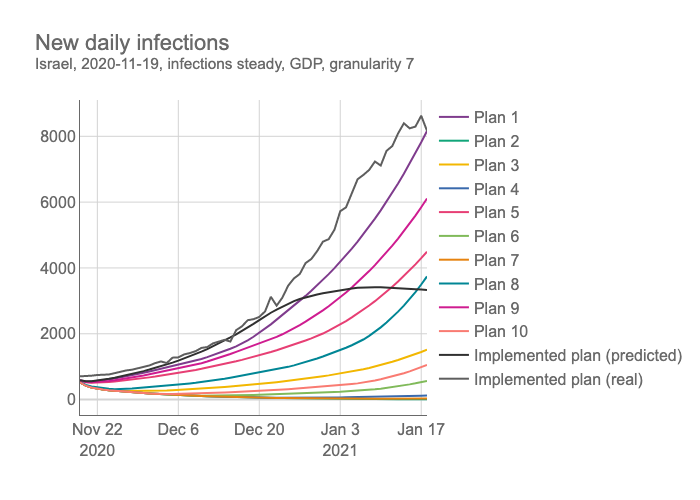 New daily infections
Israel, 2020-11-19, infections steady, GDP, granularity 7
8000
6000
4000
2000
0
Nov 22
2020
Dec 6
Dec 20
Jan 3
2021
Jan 17
Plan 1
Plan 2
Plan 3
Plan 4
Plan 5
Plan 6
Plan 7
Plan 8
Plan 9
Plan 10
Implemented plan (predicted)
Implemented plan (real)